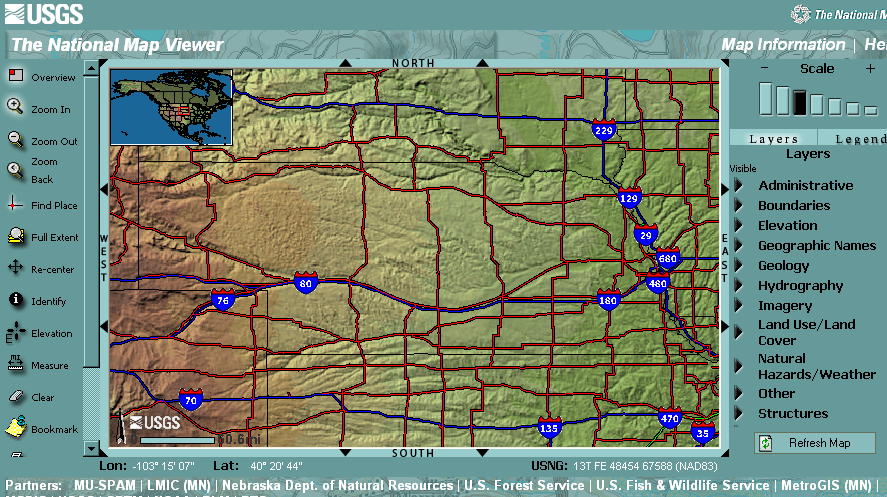 USGS
The National M
The National Map Viewer
Map Information | He
Overview
Zoom In
Zoom Out
Zoom
Back
Find Place
Full Extent
Re-center
Identify
Elevation
Measure
Clear
Bookmark
NORTH
WEST
EAST
SOUTH
229
129
29
680
480
180
80
76
70
135
470
35
USGS
0 60.6mi
Scale
- +
Layers Legend
Layers
Visible
Administrative
Boundaries
Elevation
Geographic Names
Geology
Hydrography
Imagery
Land Use/Land
Cover
Natural
Hazards/Weather
Other
Structures
Refresh Map
Lon: -103° 15' 07" Lat: 40° 20' 44"
USNG: 13T FE 48454 67588 (NAD83)
Partners: MU-SPAM | LMIC (MN) | Nebraska Dept. of Natural Resources | U.S. Forest Service | U.S. Fish & Wildlife Service | MetroGIS (MN) |